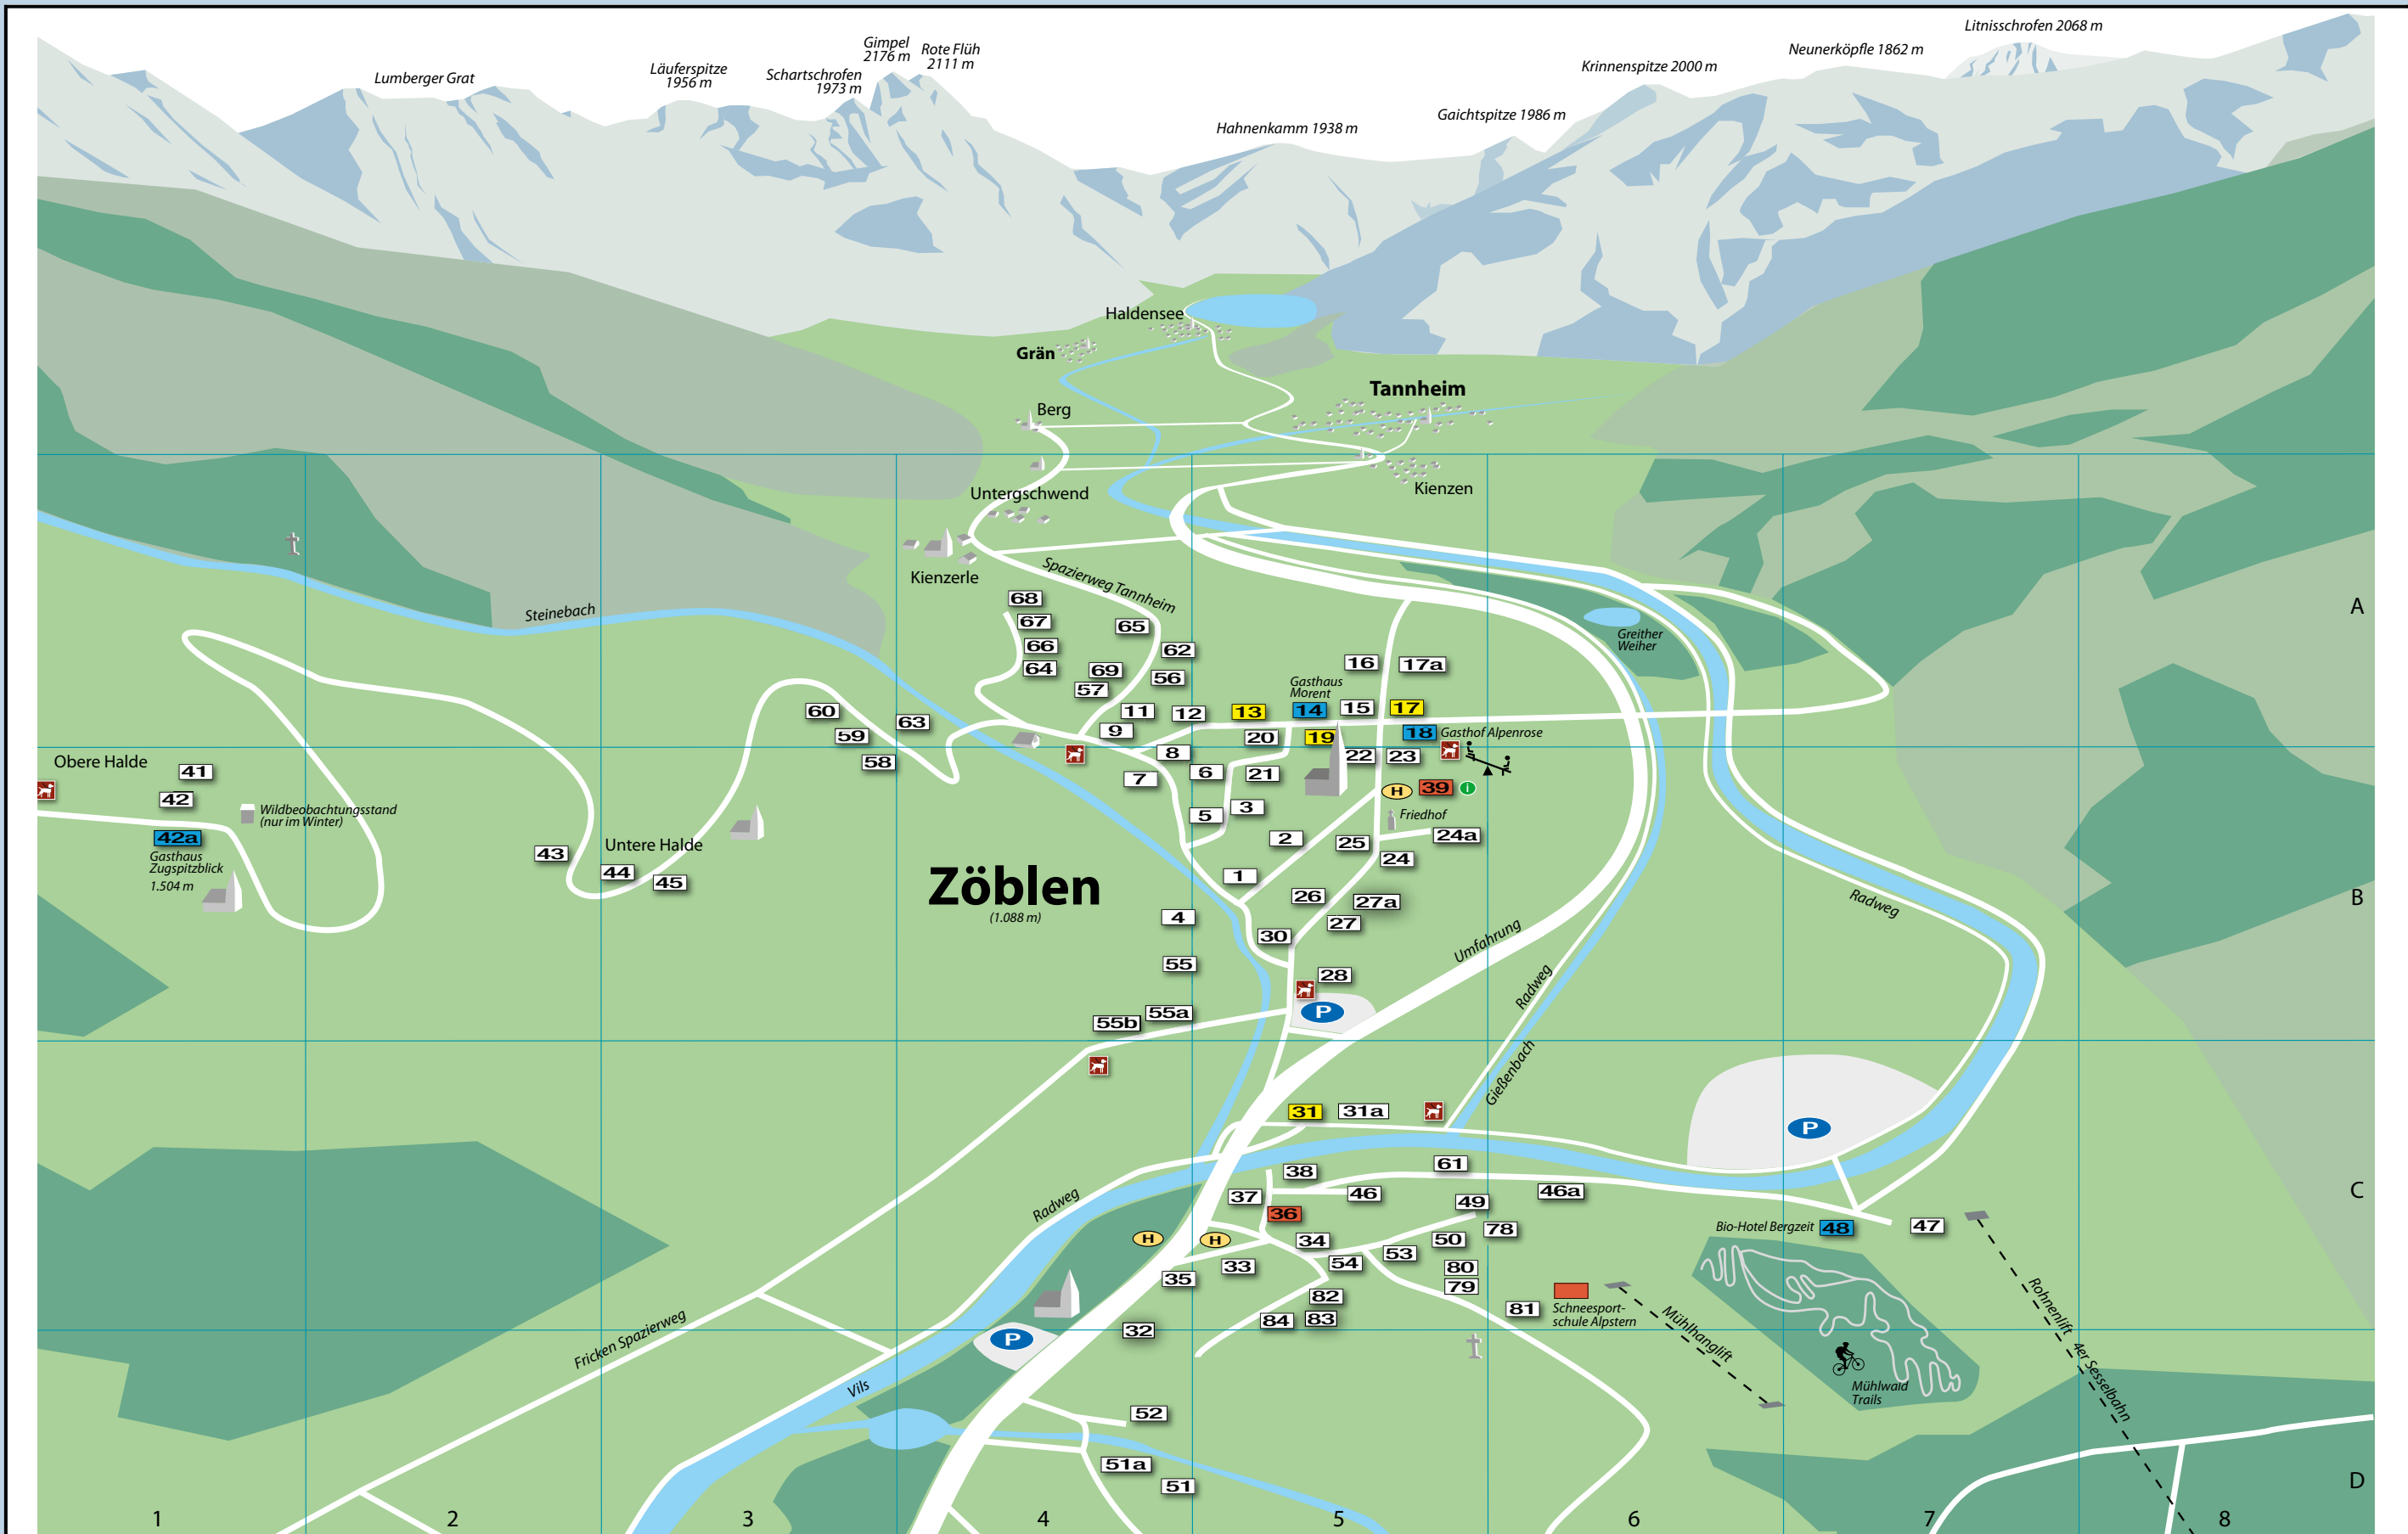 Litnisschrofen 2068 m
Gimpel
2176 m
Rote Flüh
2111 m
Neunerköpfle 1862 m
Läuferspitze
1956 m
Schartschrofen
1973 m
Lumberger Grat
Krinnenspitze 2000 m
Gaichtspitze 1986 m
Hahnenkamm 1938 m
Haldensee
Grän
Tannheim
Berg
Untergschwend
Kienzen
Kienzerle
Spazierweg Tannheim
Steinebach
A
Greither
Weiher
68
67
65
66
62
64
69
56
57
16
17a
Gasthaus
Morent
60
63
11
12
13
14
15
17
59
9
20
19
18
Gasthof Alpenrose
58
8
22
23
Obere Halde
41
42
7
6
21
H
39
i
Wildbeobachtungsstand
(nur im Winter)
42a
Gasthaus
Zugspitzblick
1.504 m
5
3
Friedhof
43
Untere Halde
44
45
2
25
24a
24
Zöblen
(1.088 m)
1
26
27a
27
4
30
B
Radweg
Umfahrung
55
28
Radweg
P
55b
55a
Gießenbach
31
31a
P
38
61
37
46
46a
C
Radweg
36
49
78
Bio-Hotel Bergzeit
48
47
H
H
34
50
53
35
33
54
80
79
82
81
Schneesport-
schule Alpstern
84
83
32
Mühlhanglift
Rohnenlift 4er Sesselbahn
P
Fricken Spazierweg
Vils
Mühlwald
Trails
52
51a
51
D
1
2
3
4
5
6
7
8